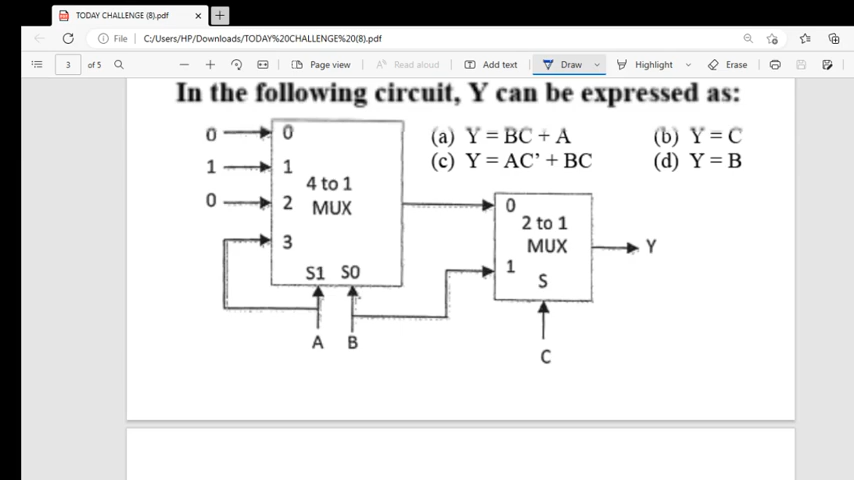 TODAY CHALLENGE (8).pdf
File C:/Users/HP/Downloads/TODAY%20CHALLENGE%20(8).pdf
3 of 5 Page view Read aloud Add text Draw Highlight Erase
In the following circuit, Y can be expressed as:
(a) Y = BC + A (b) Y = C
(c) Y = AC’ + BC (d) Y = B
0 0
1 1
0 2
3
4 to 1
MUX
S1 S0
A B
0
2 to 1
MUX
1
S
Y
C